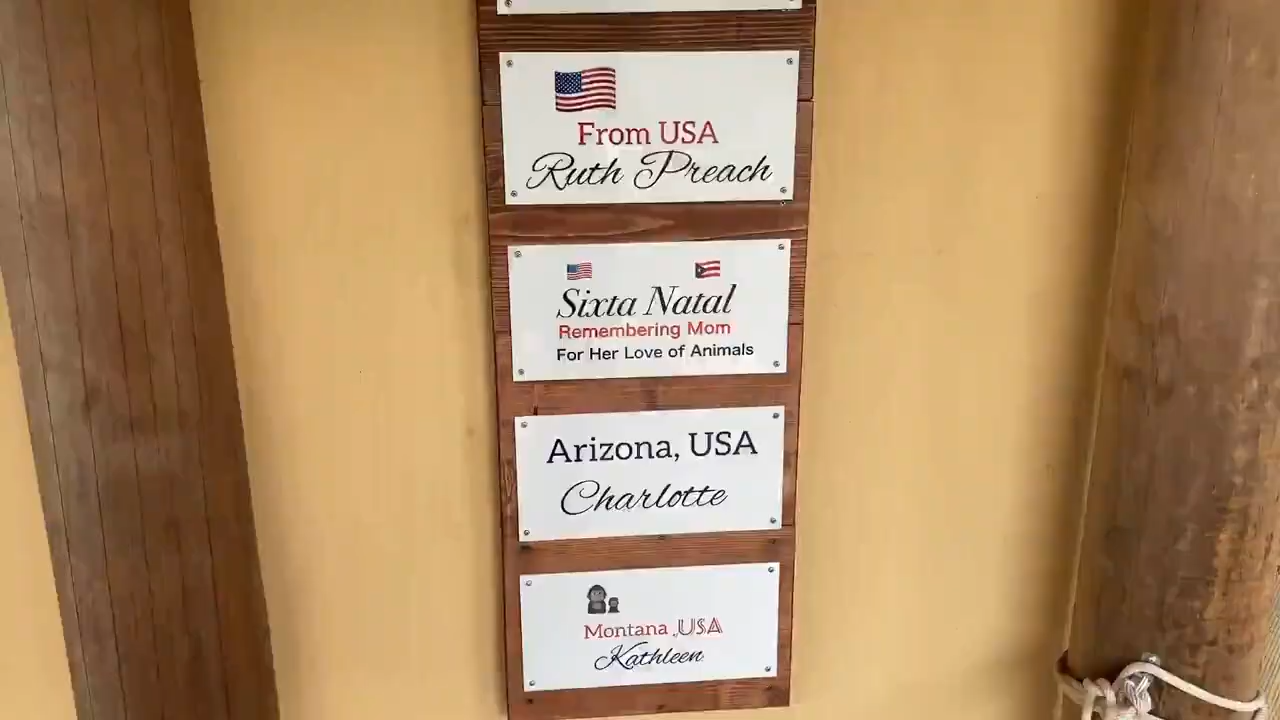 From USA
Ruth Preach
Sixta Natal
Remembering Mom
For Her Love of Animals
Arizona, USA
Charlotte
Montana ,USA
Kathleen